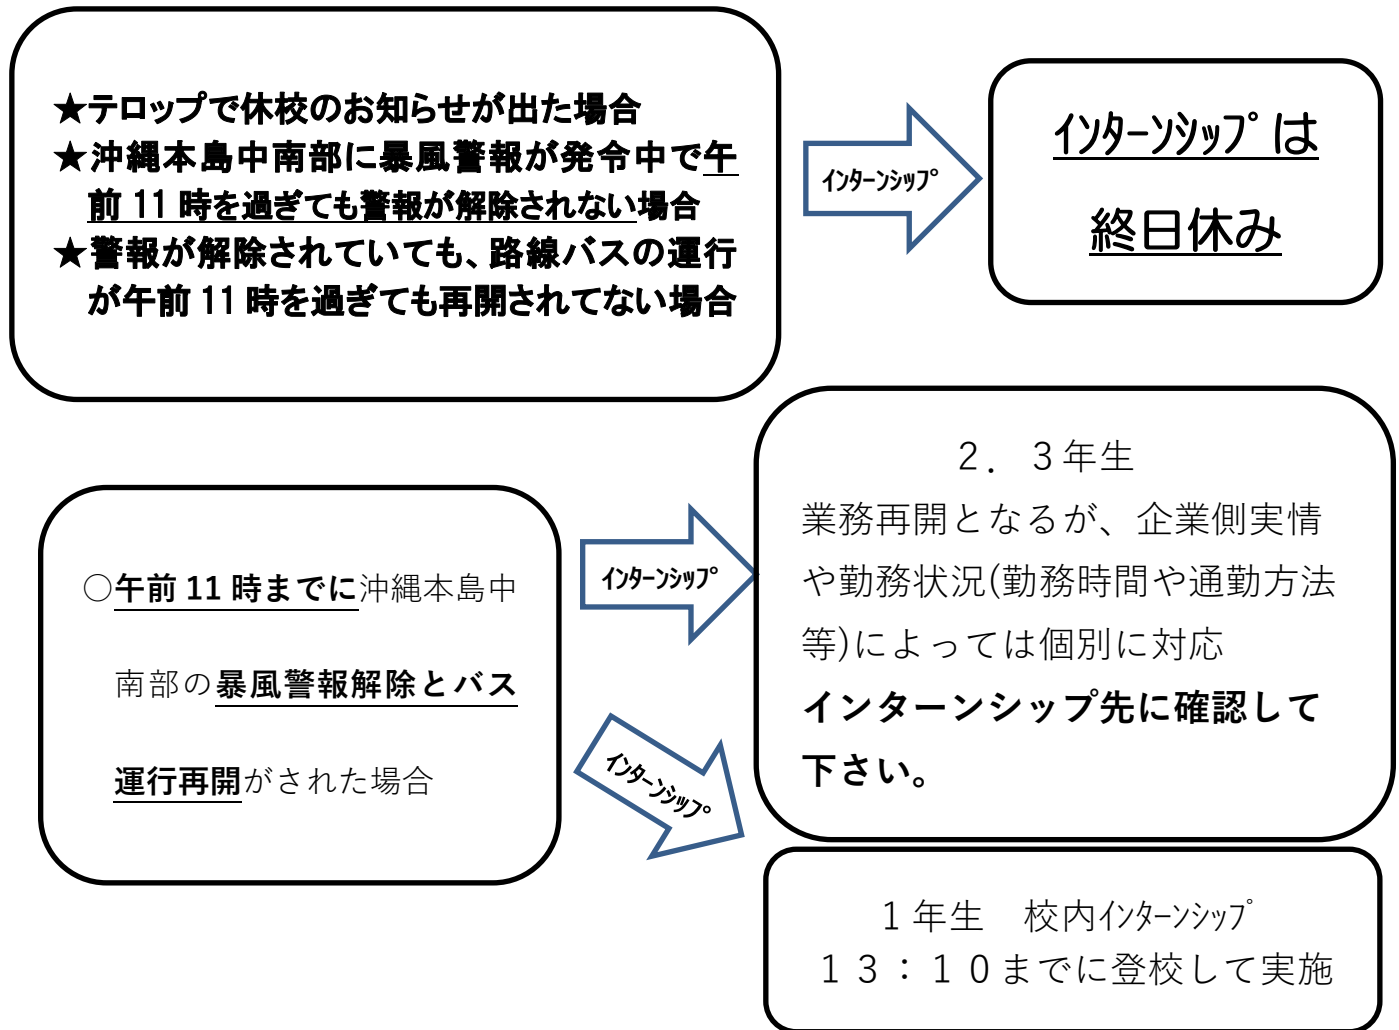 ★テロップで休校のお知らせが出た場合
★沖縄本島中南部に暴風警報が発令中で午
前 11 時を過ぎても警報が解除されない場合
★警報が解除されていても、路線バスの運行
が午前 11 時を過ぎても再開されてない場合
ｲﾝﾀｰﾝｼｯﾌﾟ
ｲﾝﾀｰﾝｼｯﾌﾟは
終日休み
○午前 11 時までに沖縄本島中
南部の暴風警報解除とバス
運行再開がされた場合
ｲﾝﾀｰﾝｼｯﾌﾟ
２．３年生
業務再開となるが、企業側実情
や勤務状況(勤務時間や通勤方法
等)によっては個別に対応
インターンシップ先に確認して
下さい。
ｲﾝﾀｰﾝｼｯﾌﾟ
１年生　校内ｲﾝﾀｰﾝｼｯﾌﾟ
１３：１０までに登校して実施